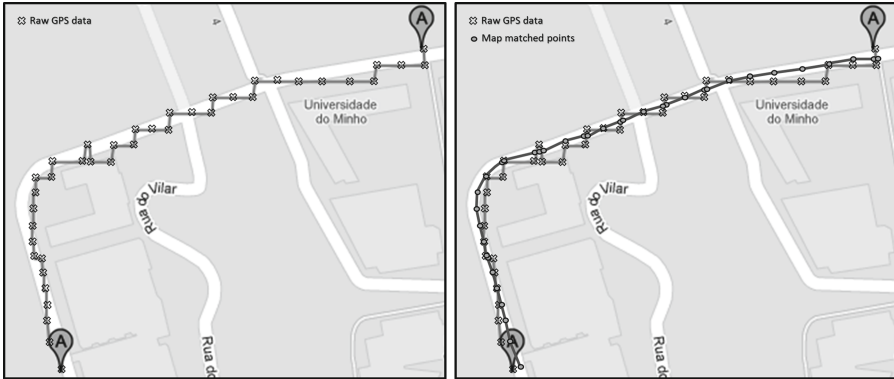 Raw GPS data
A
Universidade
do Minho
Vilar
Rua do
A
Rua do
Raw GPS data
Map matched points
A
Universidade
do Minho
Vilar
Rua do
A
Rua do